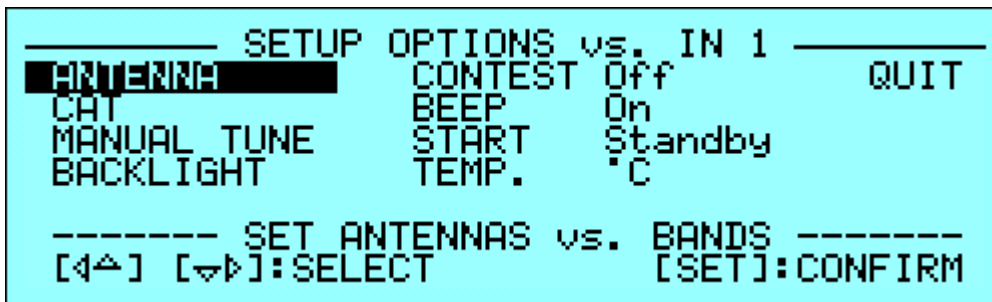 SETUP OPTIONS vs. IN 1
ANTENNA CONTEST Off QUIT
CAT BEEP On
MANUAL TUNE START Standby
BACKLIGHT TEMP. °C
------- SET ANTENNAS vs. BANDS -------
[◁△] [▽▷]:SELECT [SET]:CONFIRM